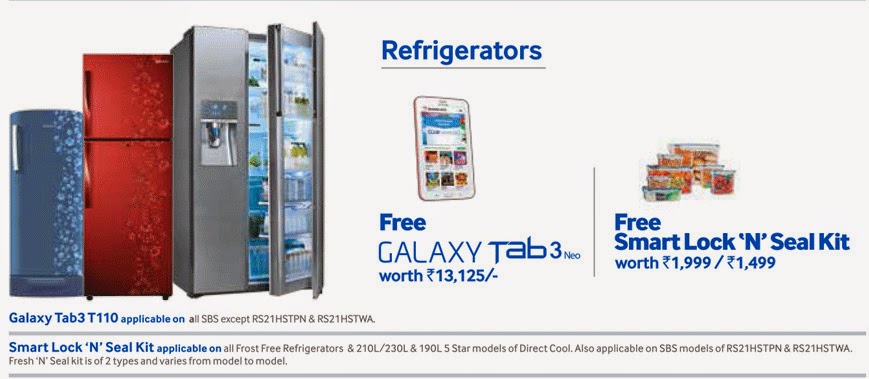 Refrigerators
Free
GALAXY Tab 3 Neo
worth ₹13,125/-
Free
Smart Lock ‘N’ Seal Kit
worth ₹1,999 / ₹1,499
Galaxy Tab3 T110 applicable on all SBS except RS21HSTPN & RS21HSTWA.
Smart Lock ‘N’ Seal Kit applicable on all Frost Free Refrigerators & 210L/230L & 190L 5 Star models of Direct Cool. Also applicable on SBS models of RS21HSTPN & RS21HSTWA.
Fresh ‘N’ Seal kit is of 2 types and varies from model to model.